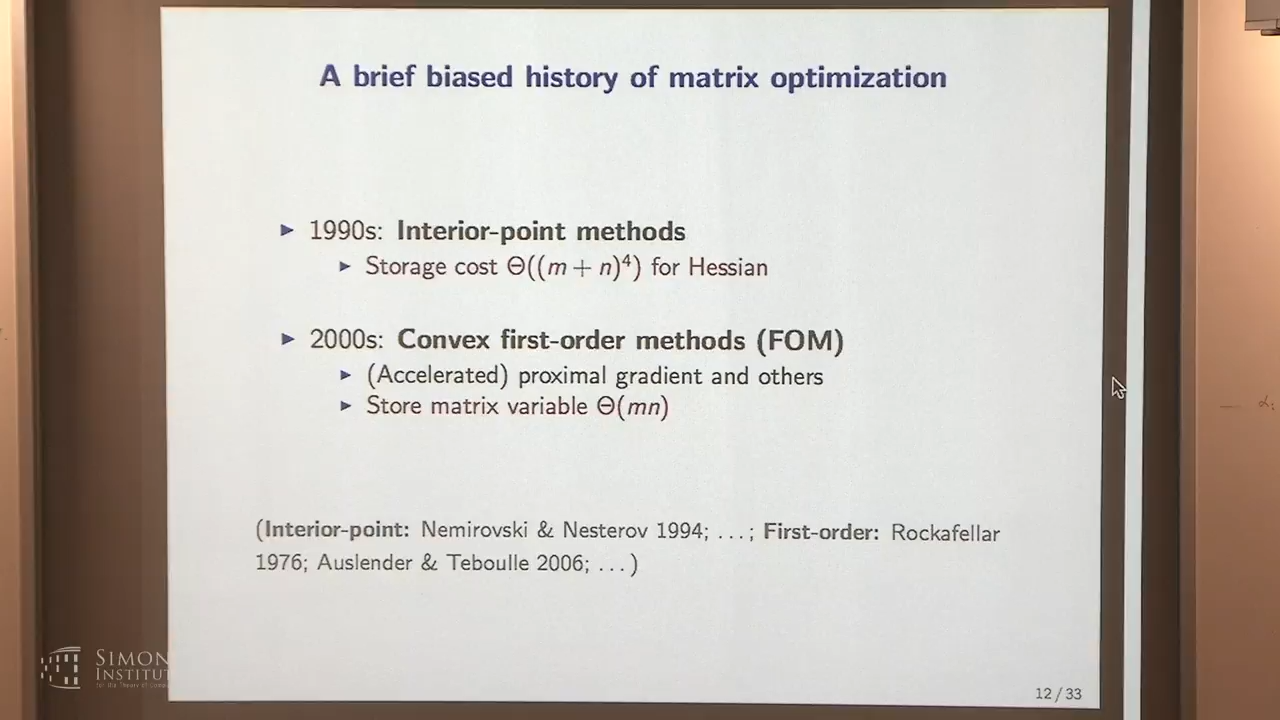 A brief biased history of matrix optimization
▶ 1990s: Interior-point methods
▶ Storage cost Θ((m + n)⁴) for Hessian
▶ 2000s: Convex first-order methods (FOM)
▶ (Accelerated) proximal gradient and others
▶ Store matrix variable Θ(mn)
(Interior-point: Nemirovski & Nesterov 1994; ...; First-order: Rockafellar
1976; Auslender & Teboulle 2006; ...)
SIMON
INSTITUT
12 / 33